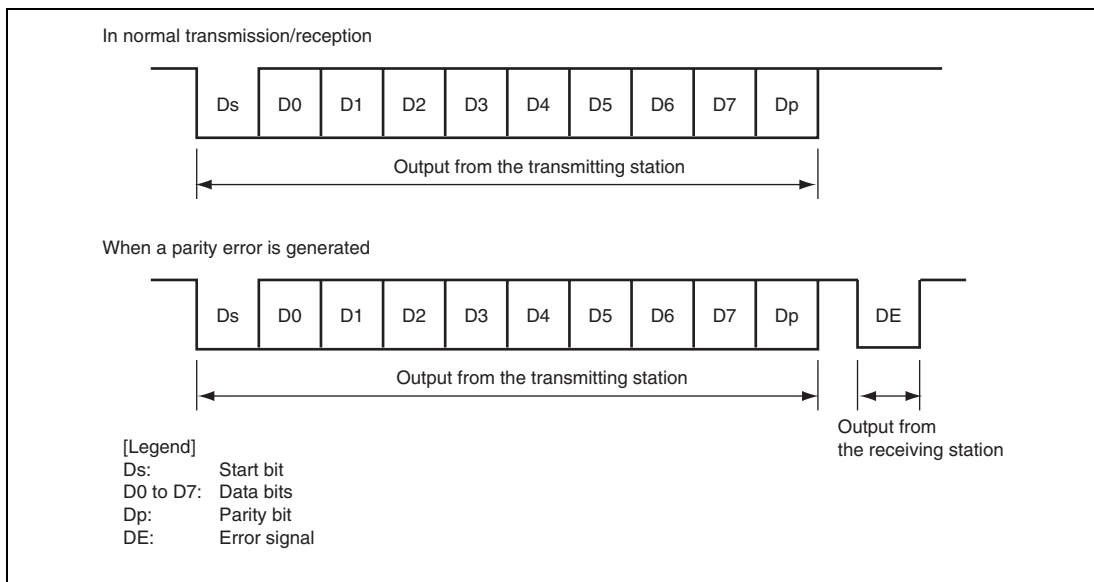 In normal transmission/reception
Ds D0 D1 D2 D3 D4 D5 D6 D7 Dp
Output from the transmitting station
When a parity error is generated
Ds D0 D1 D2 D3 D4 D5 D6 D7 Dp DE
Output from the transmitting station
Output from
the receiving station
[Legend]
Ds: Start bit
D0 to D7: Data bits
Dp: Parity bit
DE: Error signal